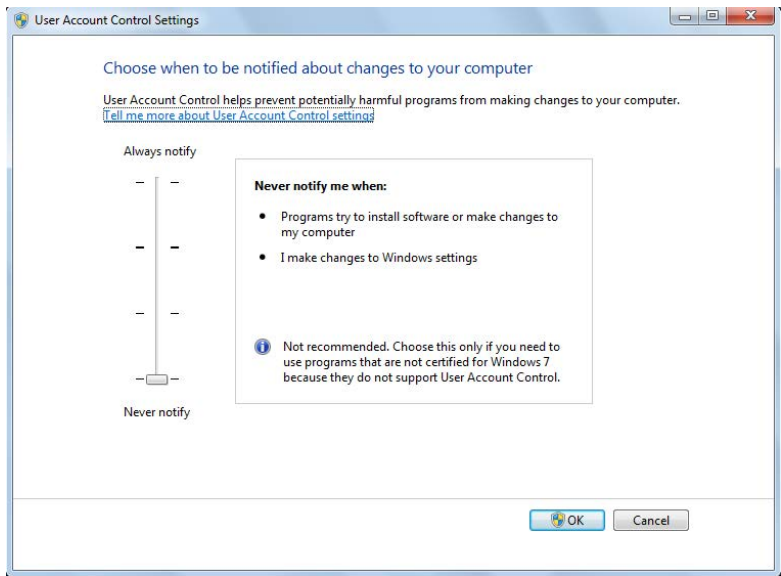 User Account Control Settings
Choose when to be notified about changes to your computer
User Account Control helps prevent potentially harmful programs from making changes to your computer.
Tell me more about User Account Control settings
Always notify
Never notify me when:
• Programs try to install software or make changes to
my computer
• I make changes to Windows settings
Not recommended. Choose this only if you need to
use programs that are not certified for Windows 7
because they do not support User Account Control.
Never notify
OK
Cancel